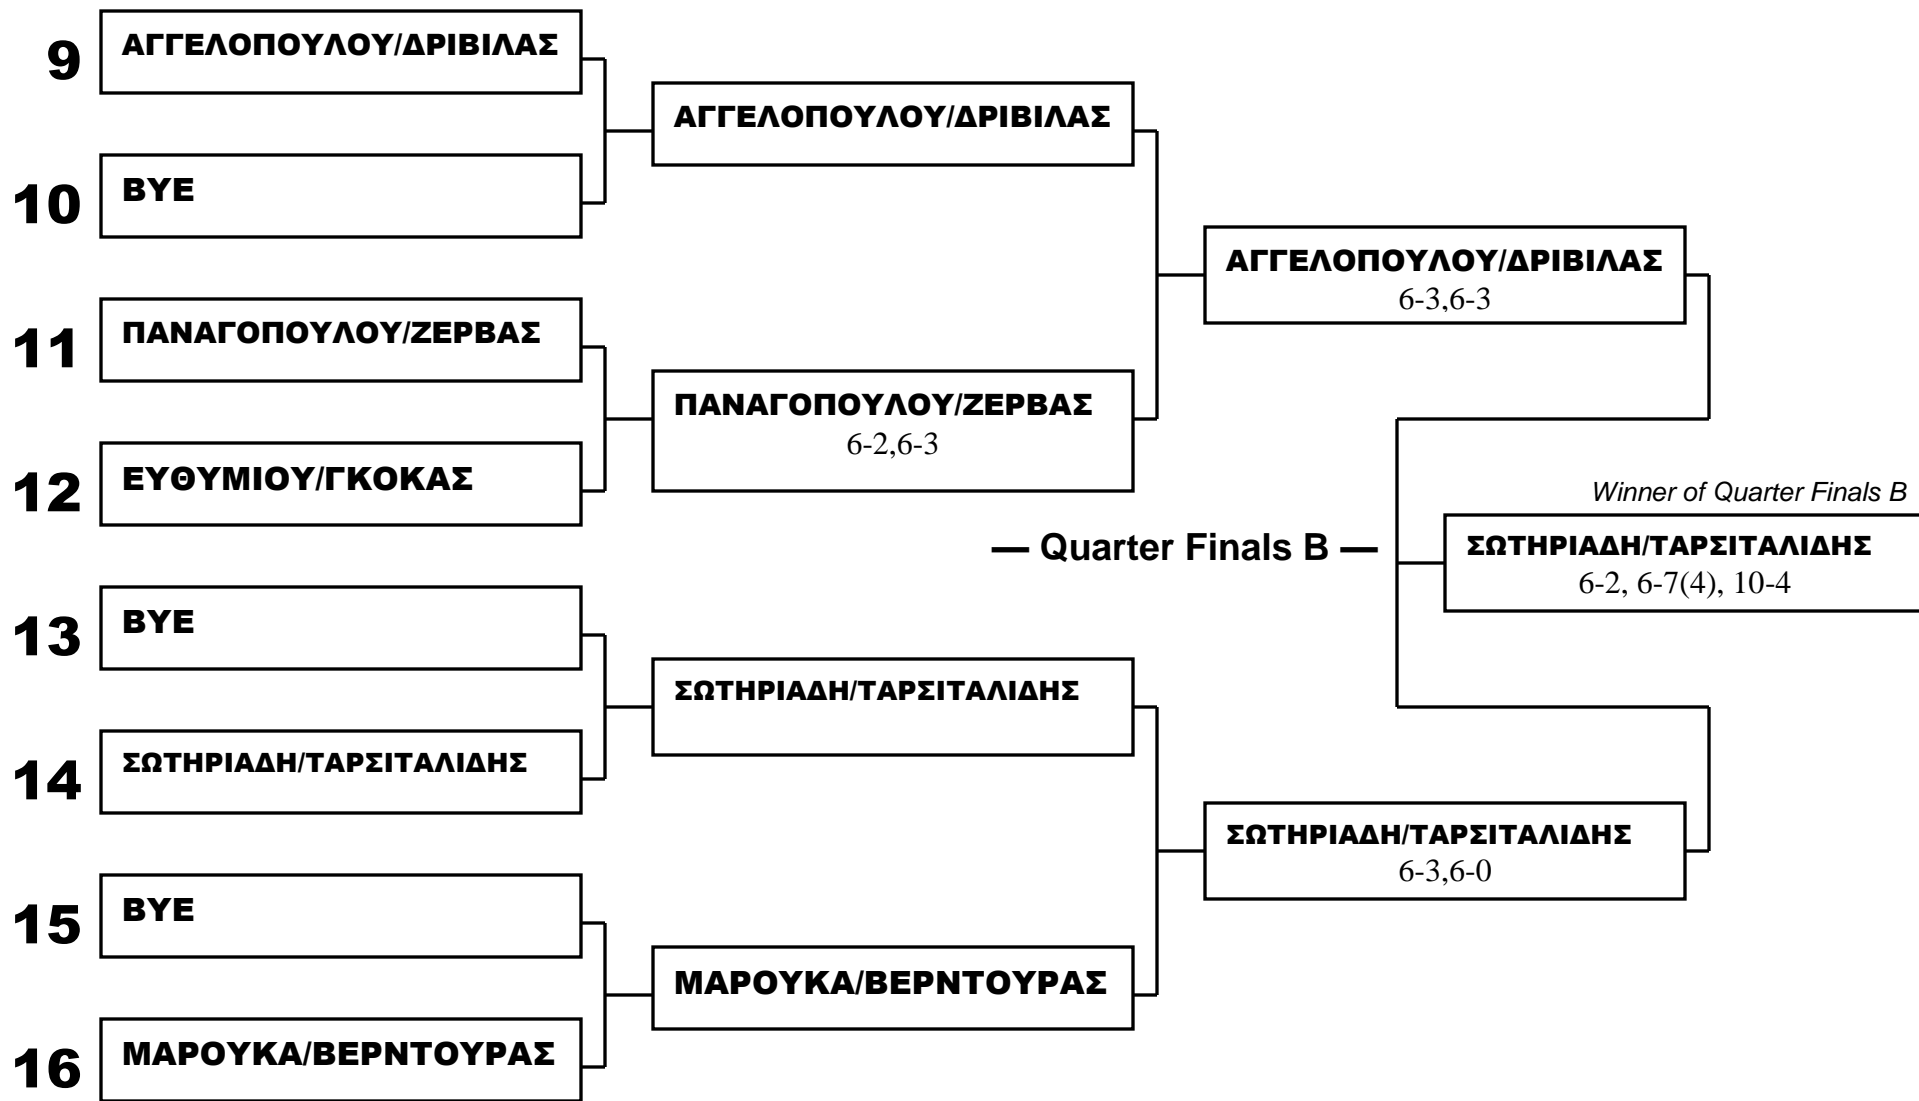 9
ΑΓΓΕΛΟΠΟΥΛΟΥ/ΔΡΙΒΙΛΑΣ
10
BYE
11
ΠΑΝΑΓΟΠΟΥΛΟΥ/ΖΕΡΒΑΣ
12
ΕΥΘΥΜΙΟΥ/ΓΚΟΚΑΣ
13
BYE
14
ΣΩΤΗΡΙΑΔΗ/ΤΑΡΣΙΤΑΛΙΔΗΣ
15
BYE
16
ΜΑΡΟΥΚΑ/ΒΕΡΝΤΟΥΡΑΣ
ΑΓΓΕΛΟΠΟΥΛΟΥ/ΔΡΙΒΙΛΑΣ
ΠΑΝΑΓΟΠΟΥΛΟΥ/ΖΕΡΒΑΣ
6-2,6-3
ΣΩΤΗΡΙΑΔΗ/ΤΑΡΣΙΤΑΛΙΔΗΣ
ΜΑΡΟΥΚΑ/ΒΕΡΝΤΟΥΡΑΣ
ΑΓΓΕΛΟΠΟΥΛΟΥ/ΔΡΙΒΙΛΑΣ
6-3,6-3
— Quarter Finals B —
ΣΩΤΗΡΙΑΔΗ/ΤΑΡΣΙΤΑΛΙΔΗΣ
6-3,6-0
Winner of Quarter Finals B
ΣΩΤΗΡΙΑΔΗ/ΤΑΡΣΙΤΑΛΙΔΗΣ
6-2, 6-7(4), 10-4